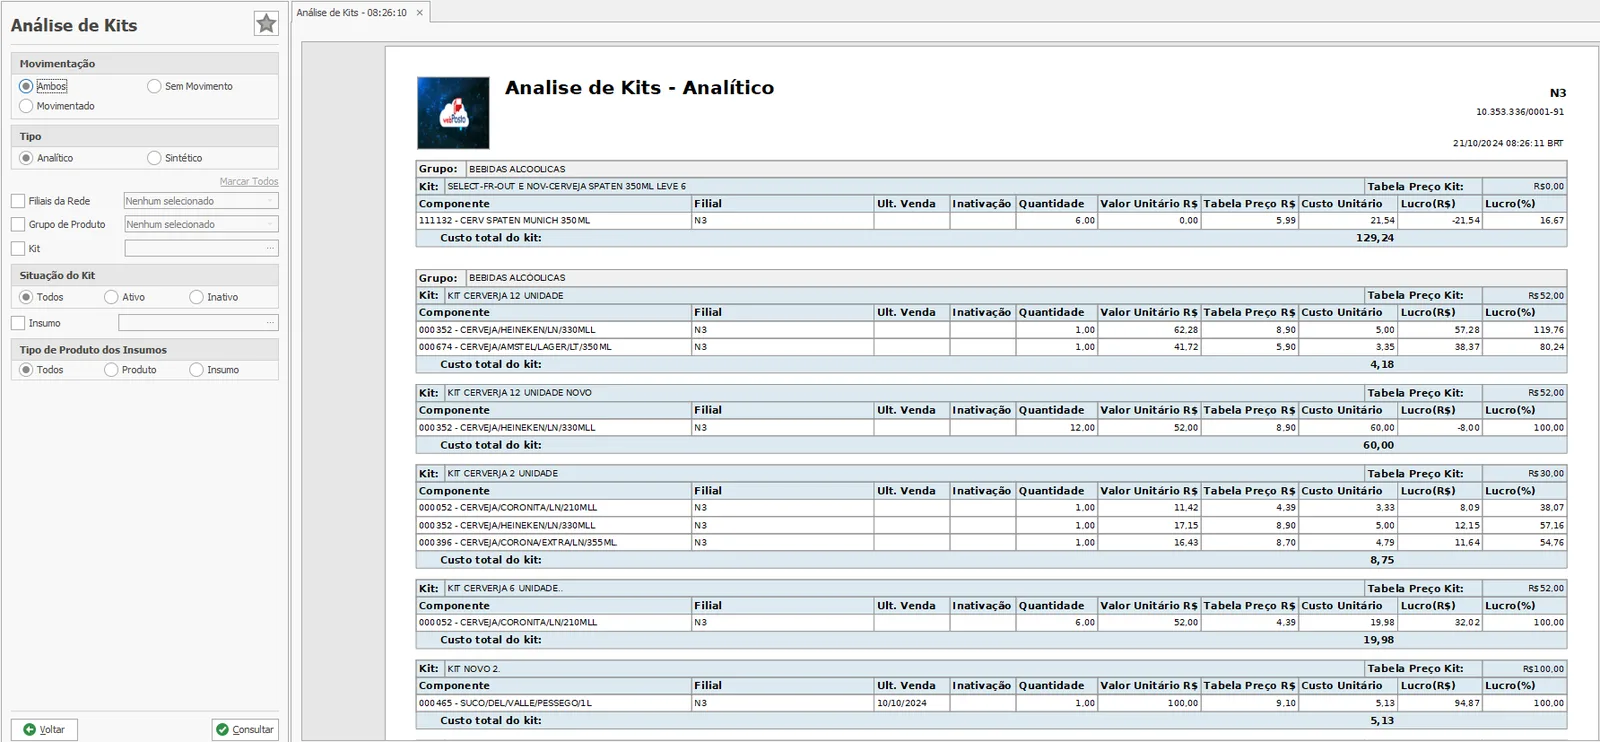 Análise de Kits
Movimentação
Ambos Sem Movimento
Movimentado
Tipo
Analítico Sintético
Marcar Todos
Filiais da Rede Nenhum selecionado
Grupo de Produto Nenhum selecionado
Kit ...
Situação do Kit
Todos Ativo Inativo
Insumo ...
Tipo de Produto dos Insumos
Todos Produto Insumo
Voltar Consultar
Análise de Kits - 08:26:10 ×
webPosto
Analise de Kits - Analítico
N3
10.353.336/0001-91
21/10/2024 08:26:11 BRT
Grupo: BEBIDAS ALCOOLICAS
Kit: SELECT-FR-OUT E NOV-CERVEJA SPATEN 350ML LEVE 6 Tabela Preço Kit: R$0,00
Componente Filial Ult. Venda Inativação Quantidade Valor Unitário R$ Tabela Preço R$ Custo Unitário Lucro(R$) Lucro(%)
111132 - CERV SPATEN MUNICH 350ML N3 6,00 0,00 5,99 21,54 -21,54 16,67
Custo total do kit: 129,24
Grupo: BEBIDAS ALCÓOLICAS
Kit: KIT CERVERJA 12 UNIDADE Tabela Preço Kit: R$52,00
Componente Filial Ult. Venda Inativação Quantidade Valor Unitário R$ Tabela Preço R$ Custo Unitário Lucro(R$) Lucro(%)
000352 - CERVEJA/HEINEKEN/LN/330MLL N3 1,00 62,28 8,90 5,00 57,28 119,76
000674 - CERVEJA/AMSTEL/LAGER/LT/350ML N3 1,00 41,72 5,90 3,35 38,37 80,24
Custo total do kit: 4,18
Kit: KIT CERVERJA 12 UNIDADE NOVO Tabela Preço Kit: R$52,00
Componente Filial Ult. Venda Inativação Quantidade Valor Unitário R$ Tabela Preço R$ Custo Unitário Lucro(R$) Lucro(%)
000352 - CERVEJA/HEINEKEN/LN/330MLL N3 12,00 52,00 8,90 60,00 -8,00 100,00
Custo total do kit: 60,00
Kit: KIT CERVERJA 2 UNIDADE Tabela Preço Kit: R$30,00
Componente Filial Ult. Venda Inativação Quantidade Valor Unitário R$ Tabela Preço R$ Custo Unitário Lucro(R$) Lucro(%)
000052 - CERVEJA/CORONITA/LN/210MLL N3 1,00 11,42 4,39 3,33 8,09 38,07
000352 - CERVEJA/HEINEKEN/LN/330MLL N3 1,00 17,15 8,90 5,00 12,15 57,16
000396 - CERVEJA/CORONA/EXTRA/LN/355ML N3 1,00 16,43 8,70 4,79 11,64 54,76
Custo total do kit: 8,75
Kit: KIT CERVERJA 6 UNIDADE.. Tabela Preço Kit: R$52,00
Componente Filial Ult. Venda Inativação Quantidade Valor Unitário R$ Tabela Preço R$ Custo Unitário Lucro(R$) Lucro(%)
000052 - CERVEJA/CORONITA/LN/210MLL N3 6,00 52,00 4,39 19,98 32,02 100,00
Custo total do kit: 19,98
Kit: KIT NOVO 2. Tabela Preço Kit: R$100,00
Componente Filial Ult. Venda Inativação Quantidade Valor Unitário R$ Tabela Preço R$ Custo Unitário Lucro(R$) Lucro(%)
000465 - SUCO/DEL/VALLE/PESSEGO/1L N3 10/10/2024 1,00 100,00 9,10 5,13 94,87 100,00
Custo total do kit: 5,13